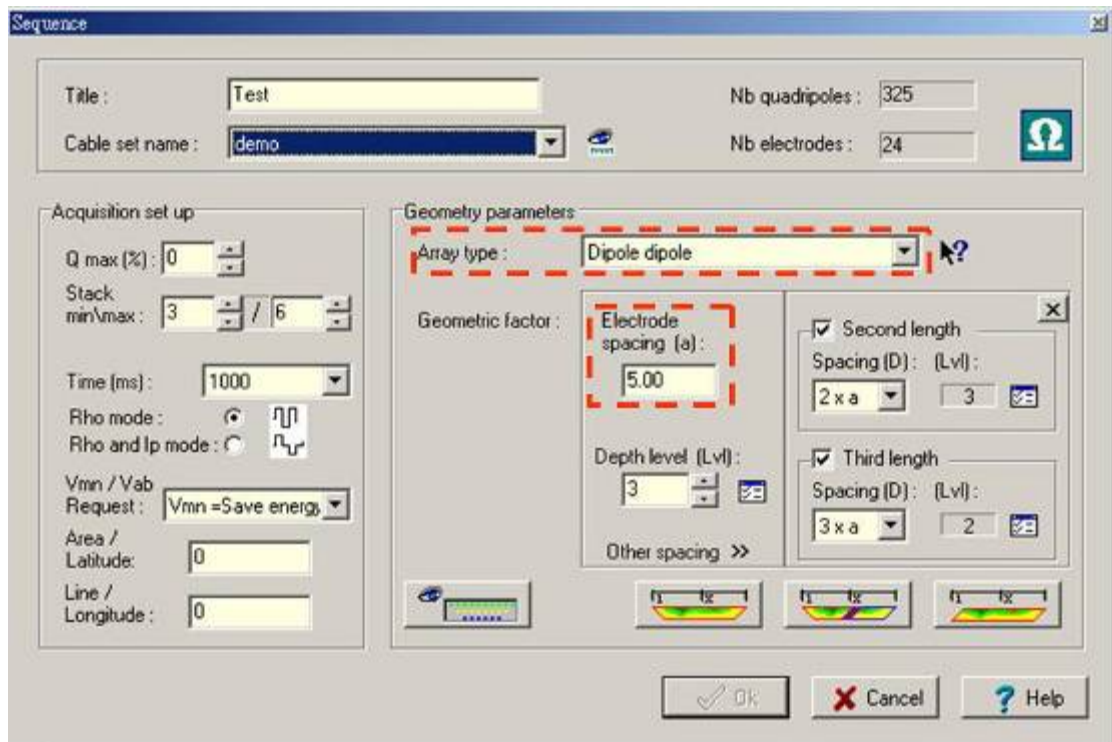 Sequence
Title : Test Nb quadripoles : 325
Cable set name : demo Nb electrodes : 24
Acquisition set up
Q max (%) : 0
Stack
min\max : 3 / 6
Time (ms) : 1000
Rho mode :
Rho and Ip mode :
Vmn / Vab
Request : Vmn =Save energy
Area /
Latitude: 0
Line /
Longitude : 0
Geometry parameters
Array type : Dipole dipole
Geometric factor :
Electrode
spacing (a) :
5.00
Depth level (Lvl) :
3
Other spacing >>
Second length
Spacing (D) : (Lvl) :
2 x a 3
Third length
Spacing (D) : (Lvl) :
3 x a 2
Ok Cancel Help